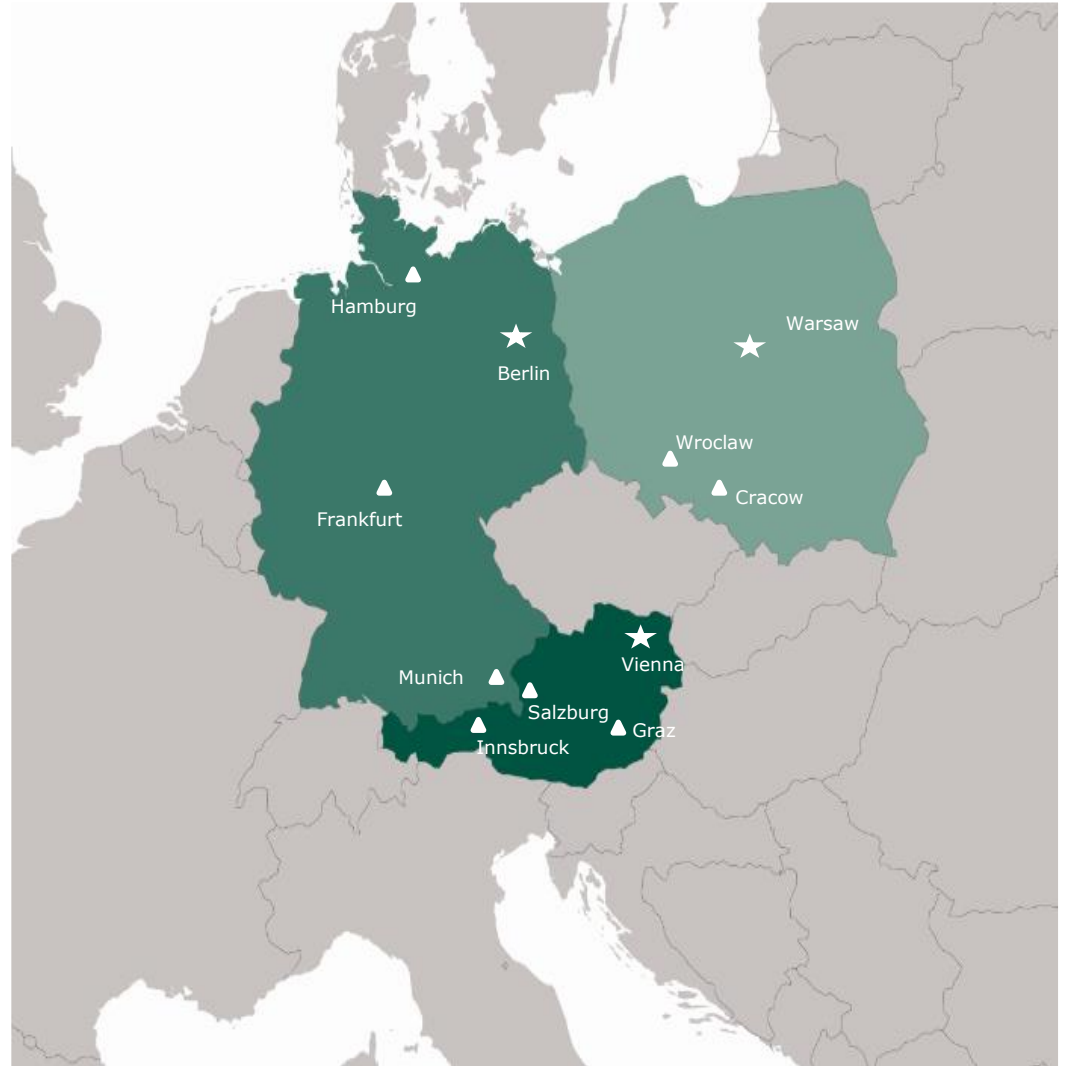 Hamburg
Warsaw
Berlin
Wroclaw
Cracow
Frankfurt
Vienna
Munich
Salzburg
Graz
Innsbruck